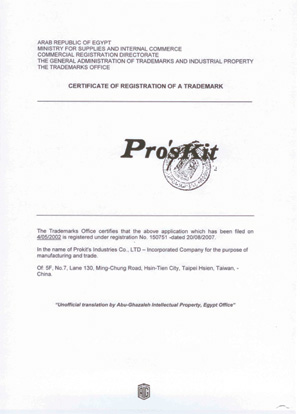 ARAB REPUBLIC OF EGYPT
MINISTRY FOR SUPPLIES AND INTERNAL COMMERCE
COMMERCIAL REGISTRATION DIRECTORATE
THE GENERAL ADMINISTRATION OF TRADEMARKS AND INDUSTRIAL PROPERTY
THE TRADEMARKS OFFICE
CERTIFICATE OF REGISTRATION OF A TRADEMARK
Pro'sKit
The Trademarks Office certifies that the above application which has been filed on
4/05/2002 is registered under registration No. 150751 -dated 30/08/2007.
In the name of Prokit's Industries Co., LTD – Incorporated Company for the purpose of
manufacturing and trade.
Of: 5F, No.7, Lane 130, Ming-Chung Road, Hsin-Tien City, Taipei Hsien, Taiwan, -
China.
"Unofficial translation by Abu-Ghazaleh Intellectual Property, Egypt Office"